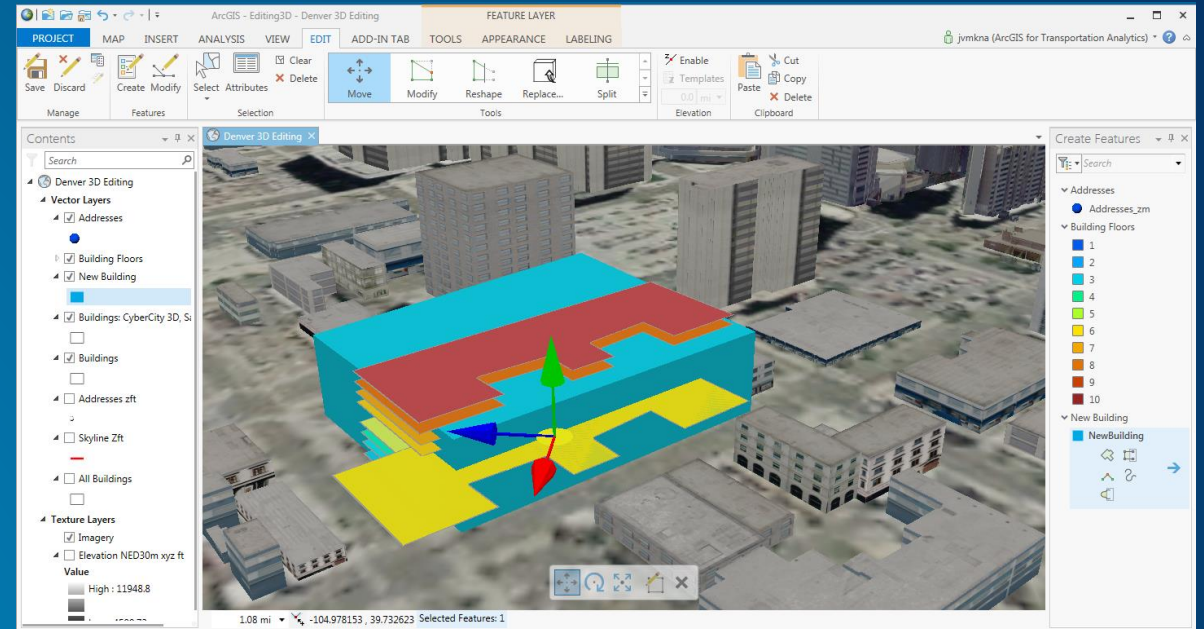 ArcGIS - Editing3D - Denver 3D Editing
FEATURE LAYER
PROJECT MAP INSERT ANALYSIS VIEW EDIT ADD-IN TAB TOOLS APPEARANCE LABELING
jvmkna (ArcGIS for Transportation Analytics)
Save Discard
Create Modify
Select Attributes
Clear
Delete
Move Modify Reshape Replace... Split
Enable
Templates
0.0 mi
Paste
Cut
Copy
Delete
Manage Features Selection Tools Elevation Clipboard
Contents
Search
Denver 3D Editing
Vector Layers
Addresses
Building Floors
New Building
Buildings: CyberCity 3D,
Buildings
Addresses zft
Skyline Zft
All Buildings
Texture Layers
Imagery
Elevation NED30m xyz ft
Value
High : 11948.8
Denver 3D Editing
1.08 mi
-104.978153 , 39.732623
Selected Features: 1
Create Features
Search
Addresses
Addresses_zm
Building Floors
1
2
3
4
5
6
7
8
9
10
New Building
NewBuilding